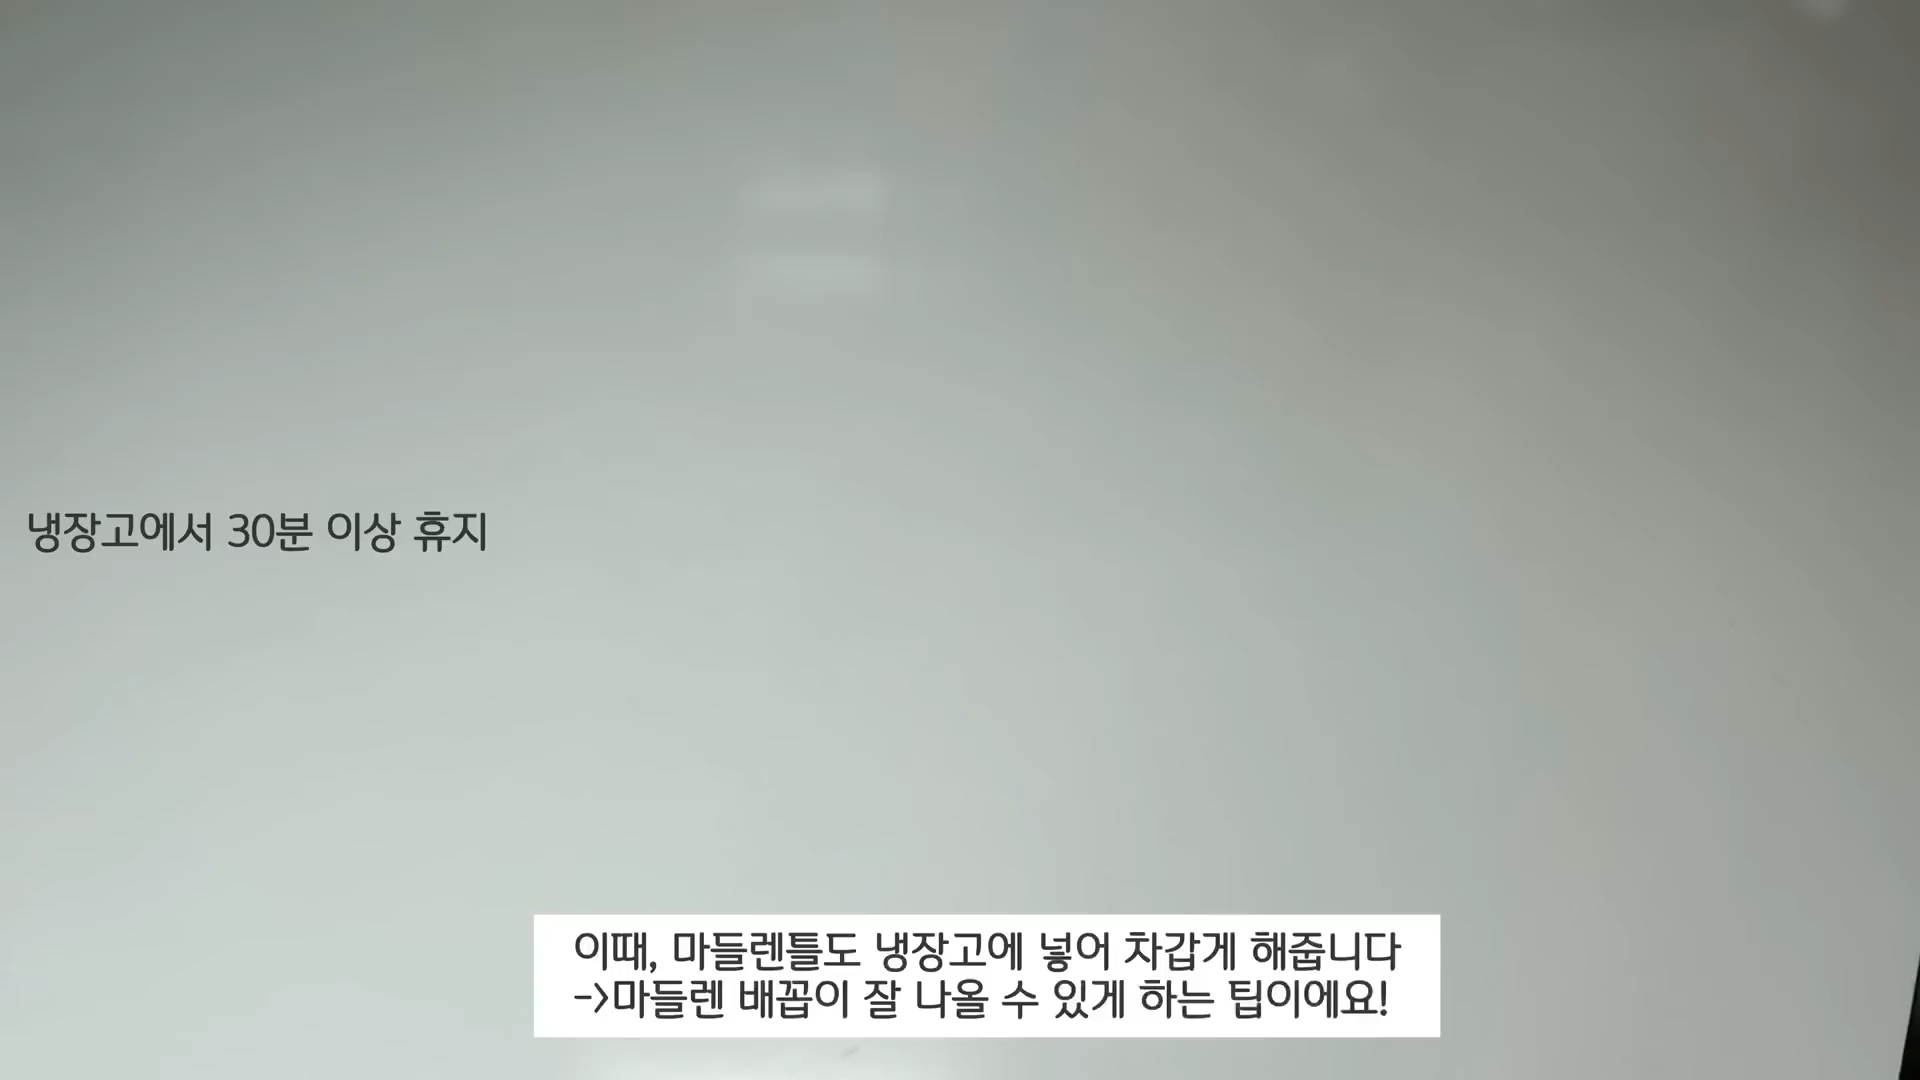 냉장고에서 30분 이상 휴지
이때, 마들렌틀도 냉장고에 넣어 차갑게 해줍니다
->마들렌 배꼽이 잘 나올 수 있게 하는 팁이에요!